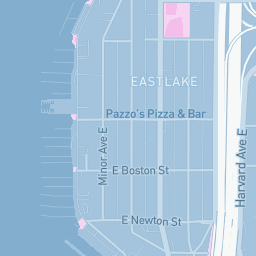 EASTLAKE
Pazzo's Pizza & Bar
Minor Ave E
E Boston St
Harvard Ave E
E Newton St